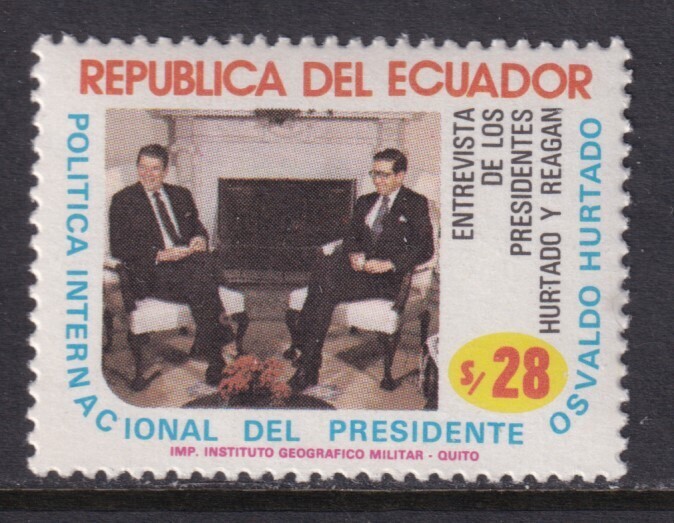 REPUBLICA DEL ECUADOR
POLITICA INTERNACIONAL DEL PRESIDENTE OSVALDO HURTADO
ENTREVISTA
DE LOS
PRESIDENTES
HURTADO Y REAGAN
S/ 28
IMP. INSTITUTO GEOGRAFICO MILITAR - QUITO